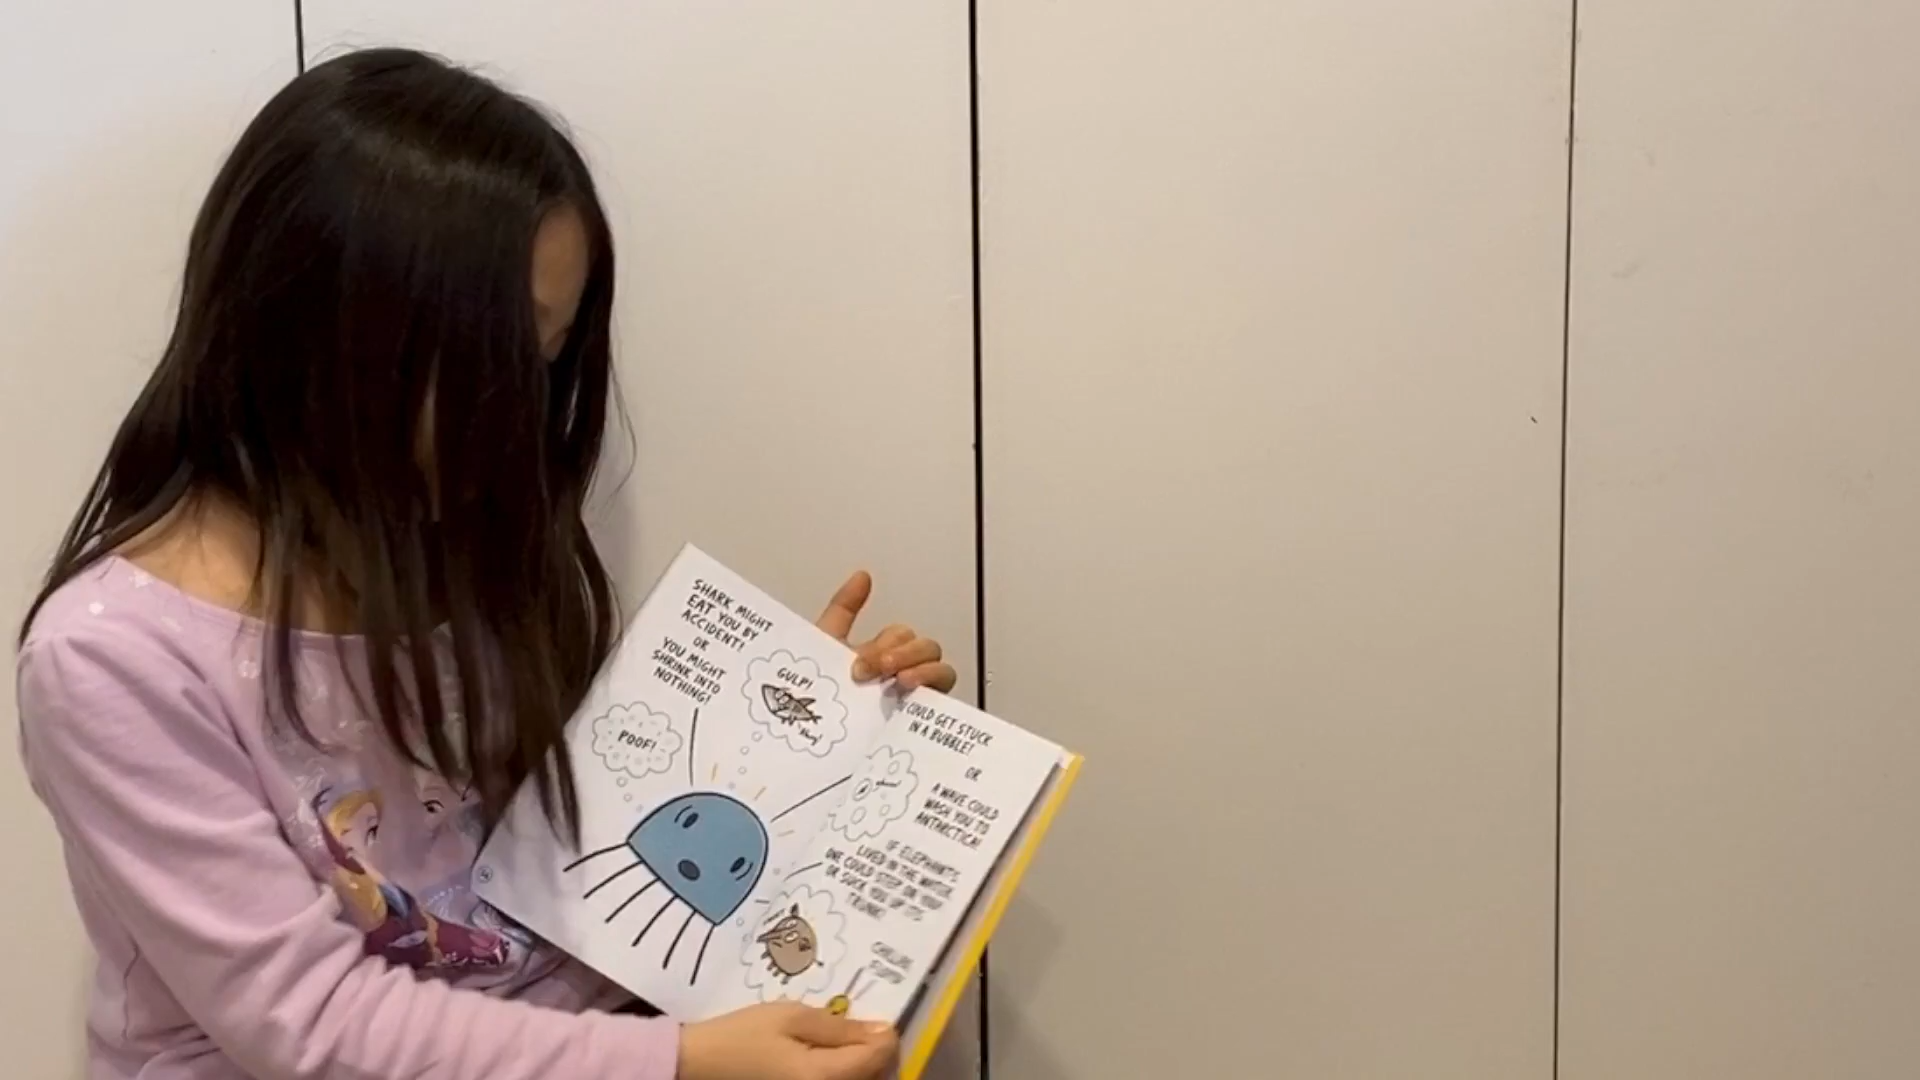 SHARK MIGHT
EAT YOU BY
ACCIDENT!
OR
YOU MIGHT
SHRINK INTO
NOTHING!
GULP!
POOF!
COULD GET STUCK
IN A BUBBLE!
OR
A WAVE COULD
WASH YOU TO
ANTARCTICA!
IF ELEPHANTS
LIVED IN THE WATER,
ONE COULD STEP ON YOU
OR SUCK YOU UP ITS
TRUNK!